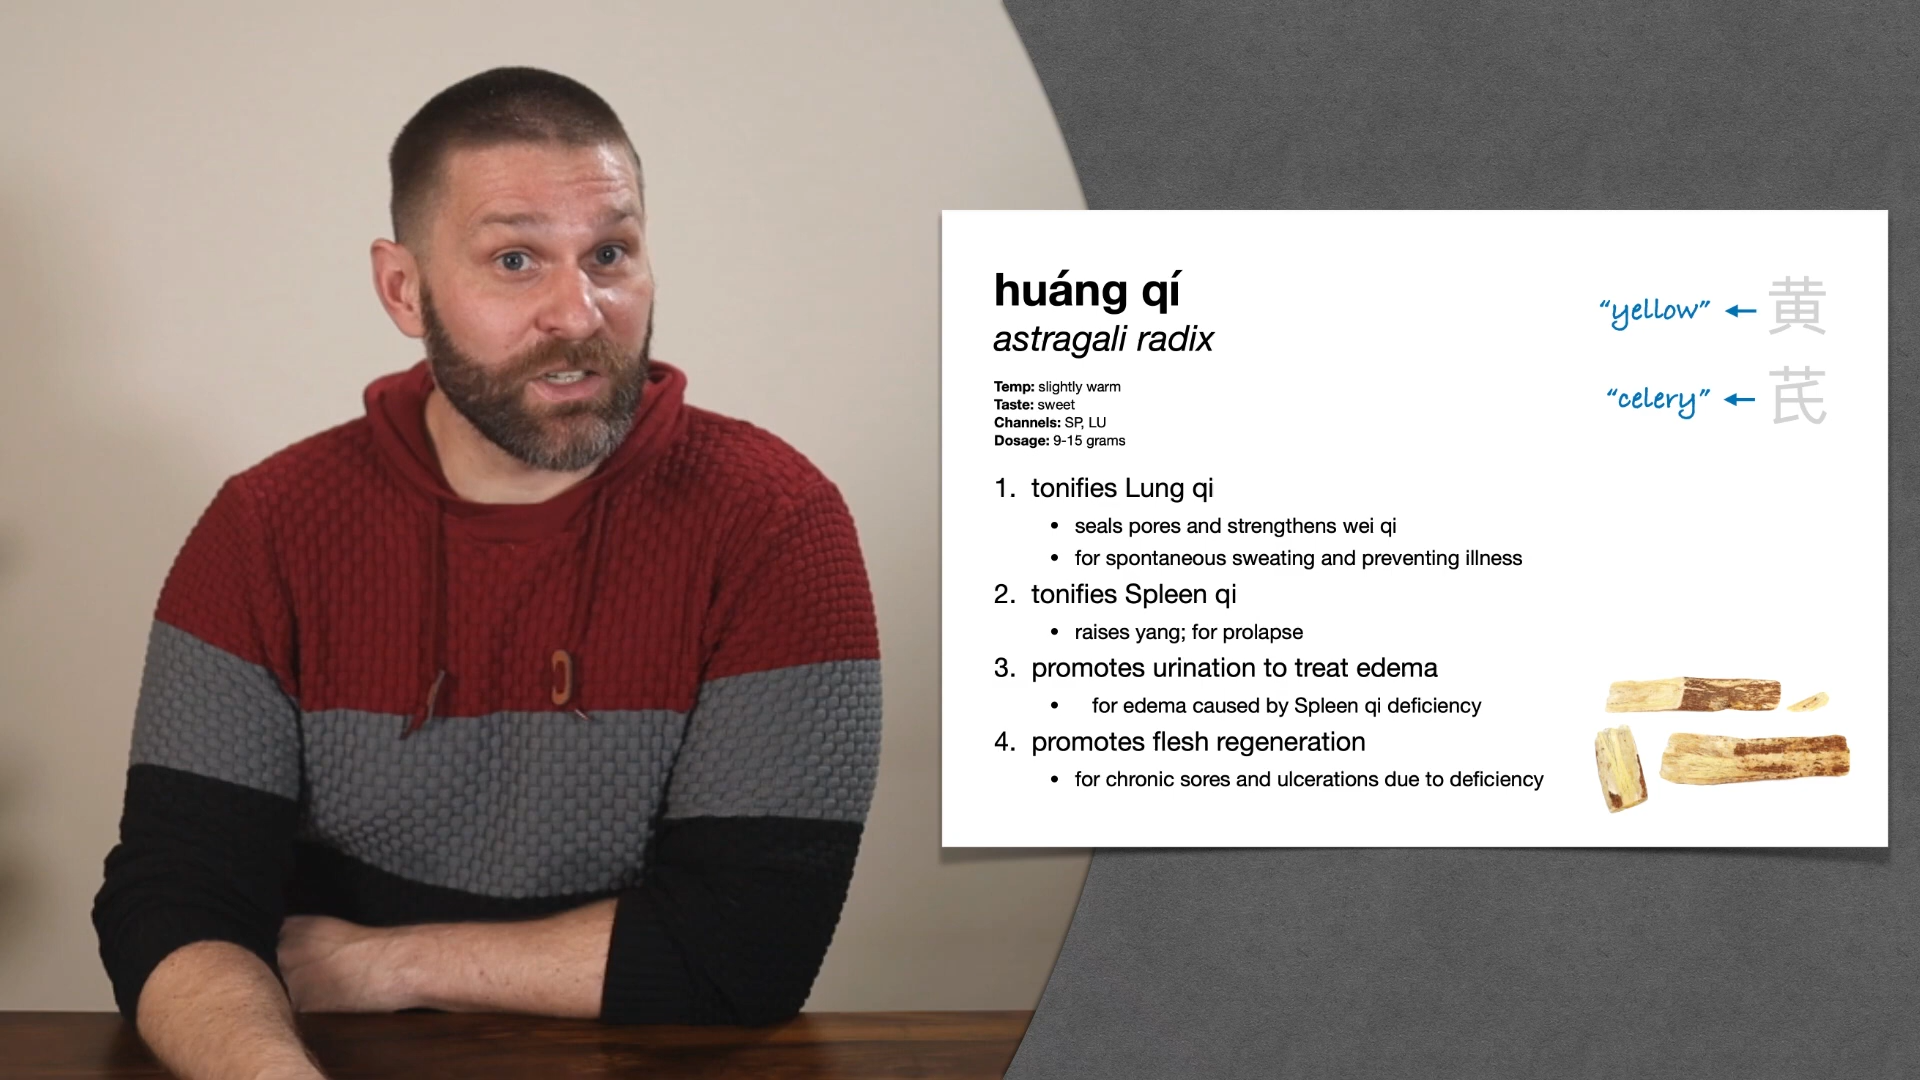 huáng qí
astragali radix
Temp: slightly warm
Taste: sweet
Channels: SP, LU
Dosage: 9-15 grams
1. tonifies Lung qi
• seals pores and strengthens wei qi
• for spontaneous sweating and preventing illness
2. tonifies Spleen qi
• raises yang; for prolapse
3. promotes urination to treat edema
• for edema caused by Spleen qi deficiency
4. promotes flesh regeneration
• for chronic sores and ulcerations due to deficiency
“yellow” ← 黄
“celery” ← 芪